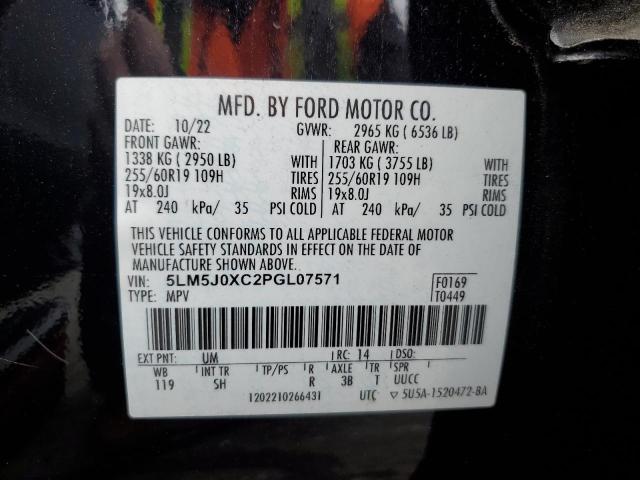 MFD. BY FORD MOTOR CO.
DATE: 10/22 GVWR: 2965 KG ( 6536 LB)
FRONT GAWR: REAR GAWR:
1338 KG ( 2950 LB) WITH 1703 KG ( 3755 LB) WITH
255/60R19 109H TIRES 255/60R19 109H TIRES
19x8.0J RIMS 19x8.0J RIMS
AT 240 kPa/ 35 PSI COLD AT 240 kPa/ 35 PSI COLD
THIS VEHICLE CONFORMS TO ALL APPLICABLE FEDERAL MOTOR
VEHICLE SAFETY STANDARDS IN EFFECT ON THE DATE OF
MANUFACTURE SHOWN ABOVE.
VIN: 5LM5J0XC2PGL07571 F0169
TYPE: MPV T0449
EXT PNT: UM RC: 14 DSO:
WB INT TR TP/PS R AXLE TR SPR
119 SH R 3B T UUCC
1202210266431 UTC ▽ 5U5A-1520472-BA